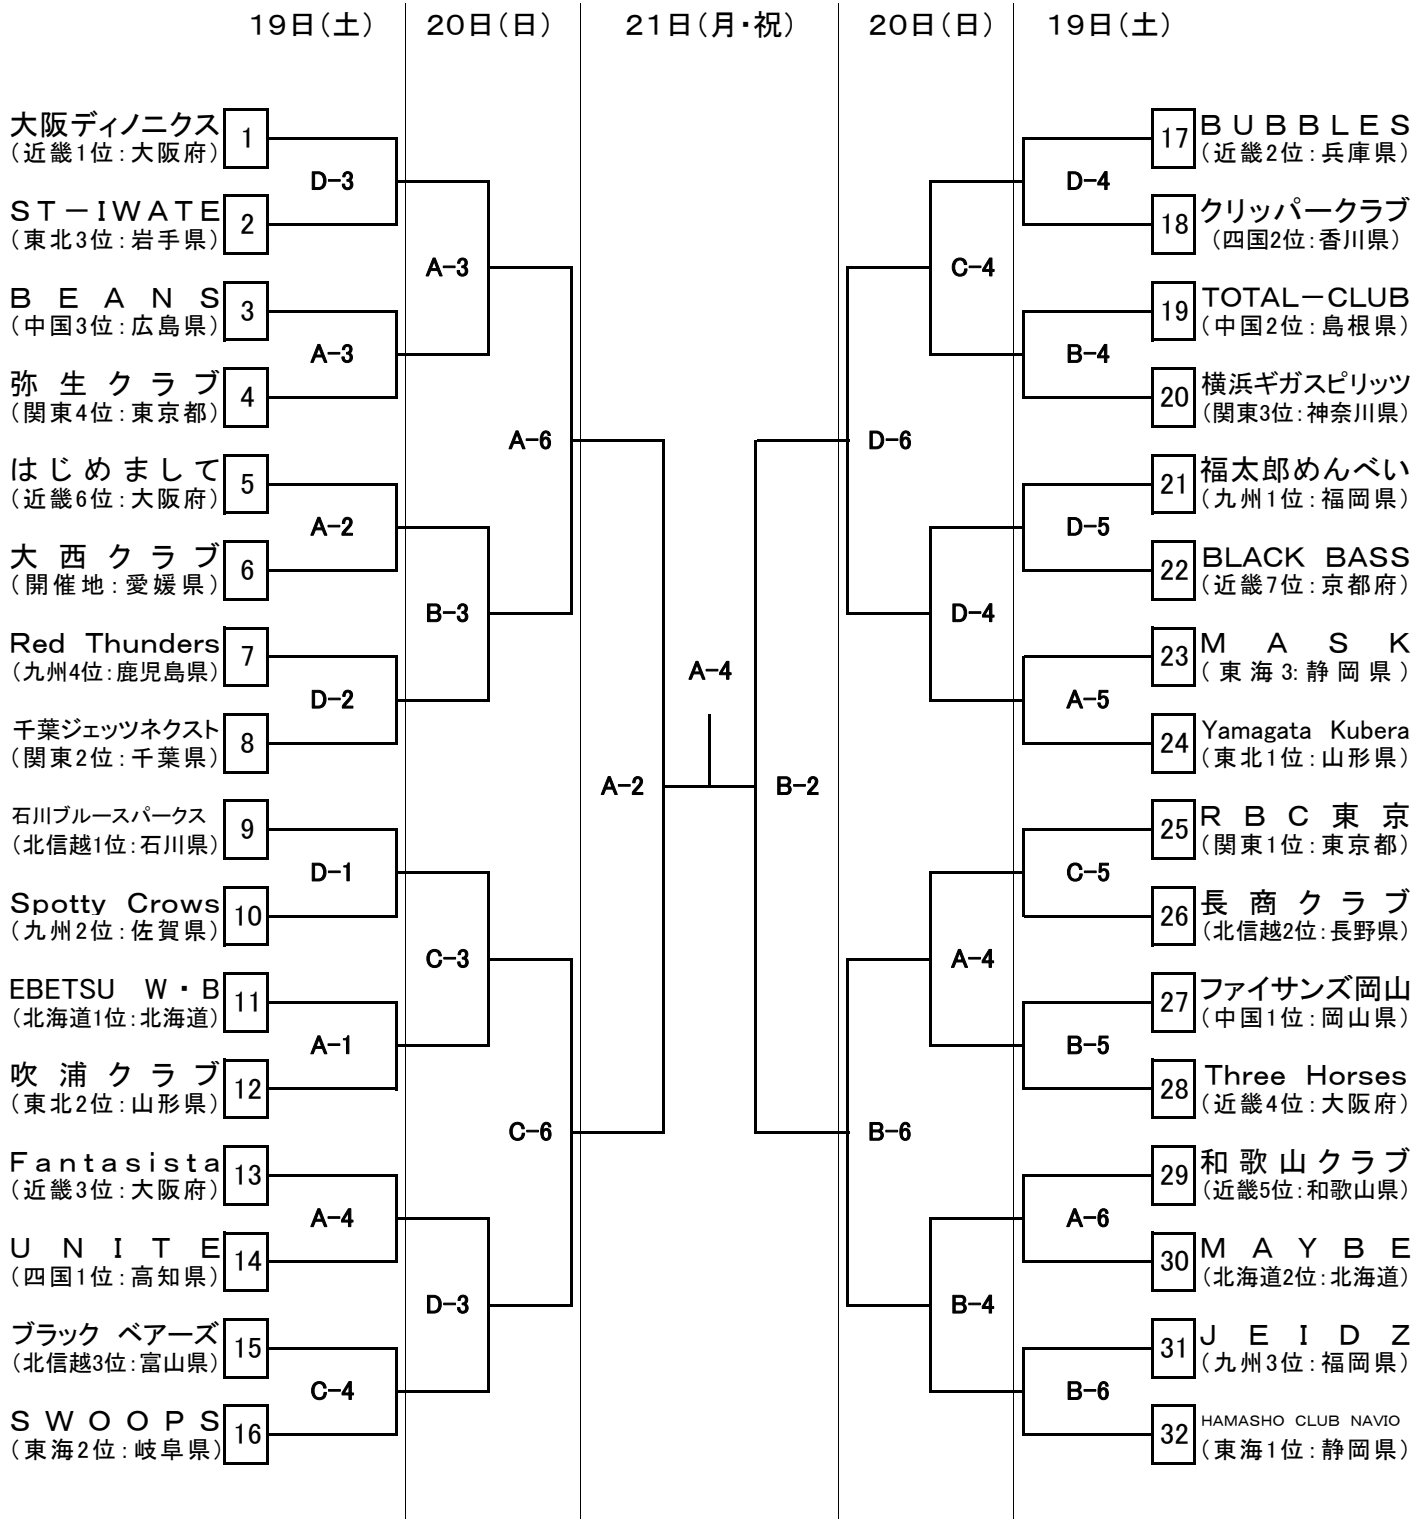 19日(土) 20日(日) 21日(月・祝) 20日(日) 19日(土)
大阪ディノニクス
(近畿1位:大阪府)
1
D-3
ST-IWATE
(東北3位:岩手県)
2
A-3
BEANS
(中国3位:広島県)
3
A-3
弥生クラブ
(関東4位:東京都)
4
A-6
はじめまして
(近畿6位:大阪府)
5
A-2
大西クラブ
(開催地:愛媛県)
6
B-3
Red Thunders
(九州4位:鹿児島県)
7
D-2
千葉ジェッツネクスト
(関東2位:千葉県)
8
A-2
石川ブルースパークス
(北信越1位:石川県)
9
D-1
Spotty Crows
(九州2位:佐賀県)
10
C-3
EBETSU W・B
(北海道1位:北海道)
11
A-1
吹浦クラブ
(東北2位:山形県)
12
C-6
Fantasista
(近畿3位:大阪府)
13
A-4
UNITE
(四国1位:高知県)
14
D-3
ブラック ベアーズ
(北信越3位:富山県)
15
C-4
SWOOPS
(東海2位:岐阜県)
16
A-4
17
BUBBLES
(近畿2位:兵庫県)
D-4
18
クリッパークラブ
(四国2位:香川県)
C-4
19
TOTAL-CLUB
(中国2位:島根県)
B-4
20
横浜ギガスピリッツ
(関東3位:神奈川県)
D-6
21
福太郎めんべい
(九州1位:福岡県)
D-5
22
BLACK BASS
(近畿7位:京都府)
D-4
23
MASK
(東海3:静岡県)
A-5
24
Yamagata Kubera
(東北1位:山形県)
B-2
25
RBC東京
(関東1位:東京都)
C-5
26
長商クラブ
(北信越2位:長野県)
A-4
27
ファイサンズ岡山
(中国1位:岡山県)
B-5
28
Three Horses
(近畿4位:大阪府)
B-6
29
和歌山クラブ
(近畿5位:和歌山県)
A-6
30
MAYBE
(北海道2位:北海道)
B-4
31
JEIDZ
(九州3位:福岡県)
B-6
32
HAMASHO CLUB NAVIO
(東海1位:静岡県)